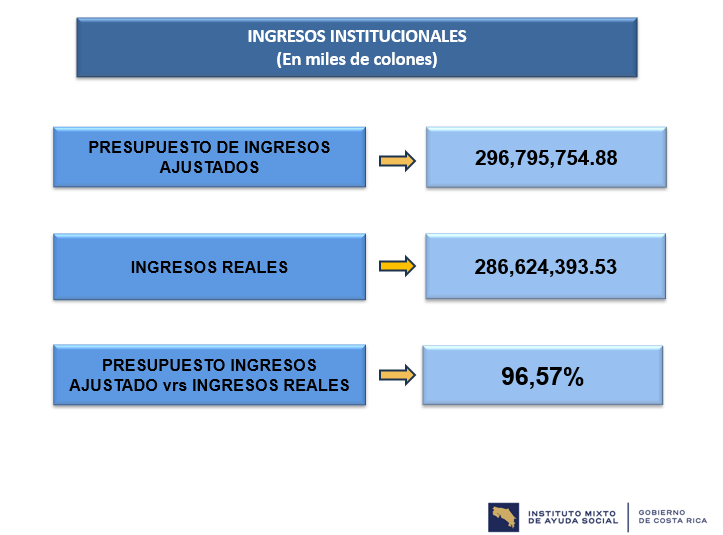 INGRESOS INSTITUCIONALES
(En miles de colones)
PRESUPUESTO DE INGRESOS
AJUSTADOS
296,795,754.88
INGRESOS REALES
286,624,393.53
PRESUPUESTO INGRESOS
AJUSTADO vrs INGRESOS REALES
96,57%
INSTITUTO MIXTO
DE AYUDA SOCIAL
GOBIERNO
DE COSTA RICA